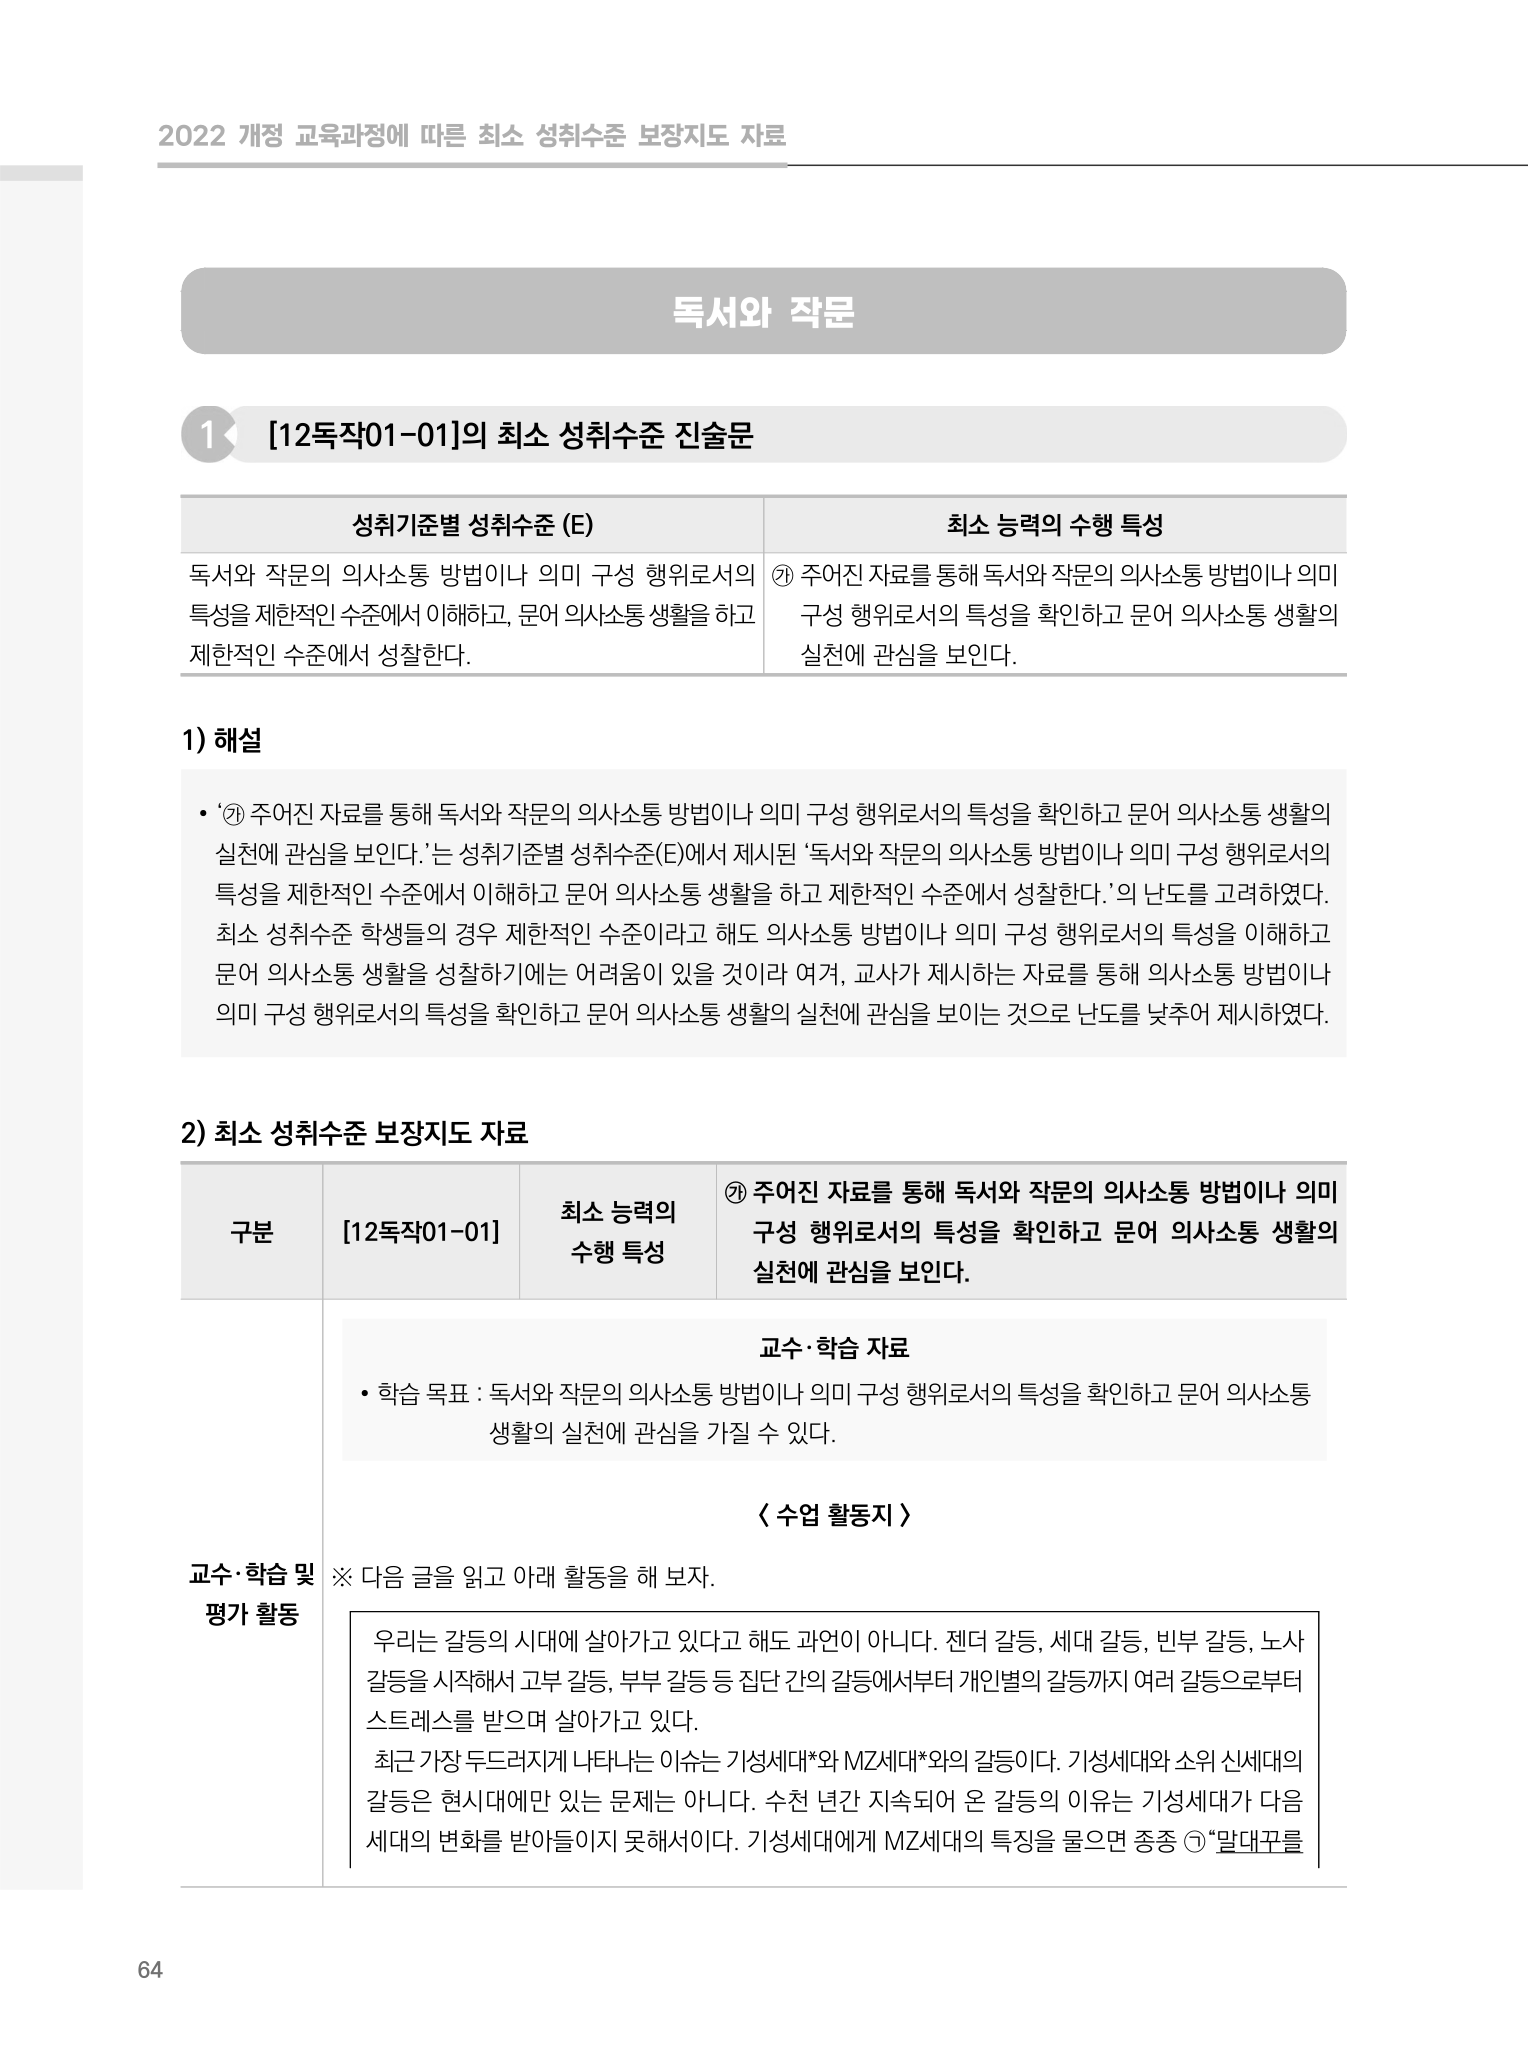 2022 개정 교육과정에 따른 최소 성취수준 보장지도 자료
독서와 작문
1 [12독작01-01]의 최소 성취수준 진술문
성취기준별 성취수준 (E)
최소 능력의 수행 특성
독서와 작문의 의사소통 방법이나 의미 구성 행위로서의
특성을 제한적인 수준에서 이해하고, 문어 의사소통 생활을 하고
제한적인 수준에서 성찰한다.
㉮ 주어진 자료를 통해 독서와 작문의 의사소통 방법이나 의미
구성 행위로서의 특성을 확인하고 문어 의사소통 생활의
실천에 관심을 보인다.
1) 해설
• ‘㉮ 주어진 자료를 통해 독서와 작문의 의사소통 방법이나 의미 구성 행위로서의 특성을 확인하고 문어 의사소통 생활의
실천에 관심을 보인다.’는 성취기준별 성취수준(E)에서 제시된 ‘독서와 작문의 의사소통 방법이나 의미 구성 행위로서의
특성을 제한적인 수준에서 이해하고 문어 의사소통 생활을 하고 제한적인 수준에서 성찰한다.’의 난도를 고려하였다.
최소 성취수준 학생들의 경우 제한적인 수준이라고 해도 의사소통 방법이나 의미 구성 행위로서의 특성을 이해하고
문어 의사소통 생활을 성찰하기에는 어려움이 있을 것이라 여겨, 교사가 제시하는 자료를 통해 의사소통 방법이나
의미 구성 행위로서의 특성을 확인하고 문어 의사소통 생활의 실천에 관심을 보이는 것으로 난도를 낮추어 제시하였다.
2) 최소 성취수준 보장지도 자료
구분
[12독작01-01]
최소 능력의
수행 특성
㉮ 주어진 자료를 통해 독서와 작문의 의사소통 방법이나 의미
구성 행위로서의 특성을 확인하고 문어 의사소통 생활의
실천에 관심을 보인다.
교수·학습 및
평가 활동
교수·학습 자료
• 학습 목표 : 독서와 작문의 의사소통 방법이나 의미 구성 행위로서의 특성을 확인하고 문어 의사소통
생활의 실천에 관심을 가질 수 있다.
〈 수업 활동지 〉
※ 다음 글을 읽고 아래 활동을 해 보자.
우리는 갈등의 시대에 살아가고 있다고 해도 과언이 아니다. 젠더 갈등, 세대 갈등, 빈부 갈등, 노사
갈등을 시작해서 고부 갈등, 부부 갈등 등 집단 간의 갈등에서부터 개인별의 갈등까지 여러 갈등으로부터
스트레스를 받으며 살아가고 있다.
최근 가장 두드러지게 나타나는 이슈는 기성세대*와 MZ세대*와의 갈등이다. 기성세대와 소위 신세대의
갈등은 현시대에만 있는 문제는 아니다. 수천 년간 지속되어 온 갈등의 이유는 기성세대가 다음
세대의 변화를 받아들이지 못해서이다. 기성세대에게 MZ세대의 특징을 물으면 종종 ㉠“말대꾸를
64